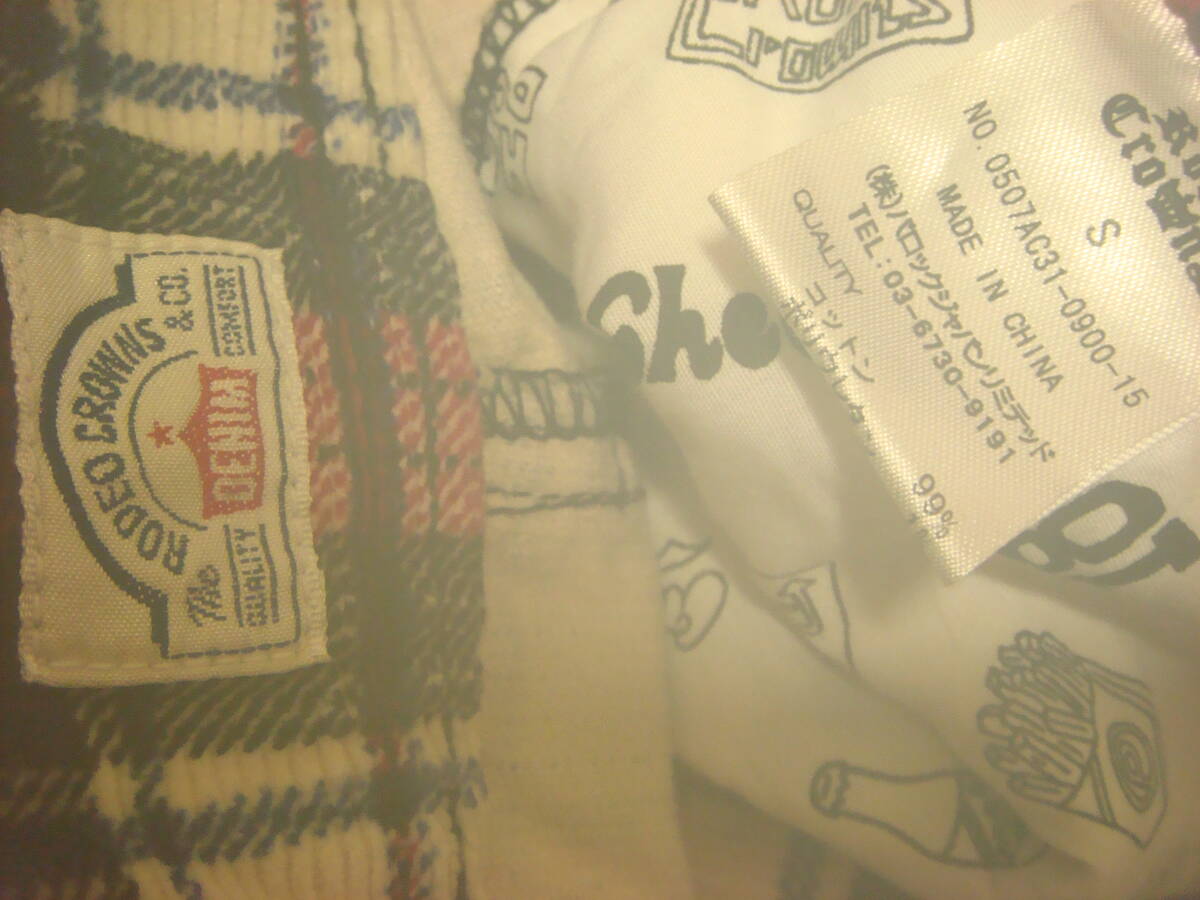 RODEO CROWNS
& CO.
The
QUALITY
DENIM
COMFORT
Crowns
S
NO. 0507AC31-0900-15
MADE IN CHINA
(株)バロックジャパンリミテッド
TEL:03-6730-9191
QUALITY
コットン 99%